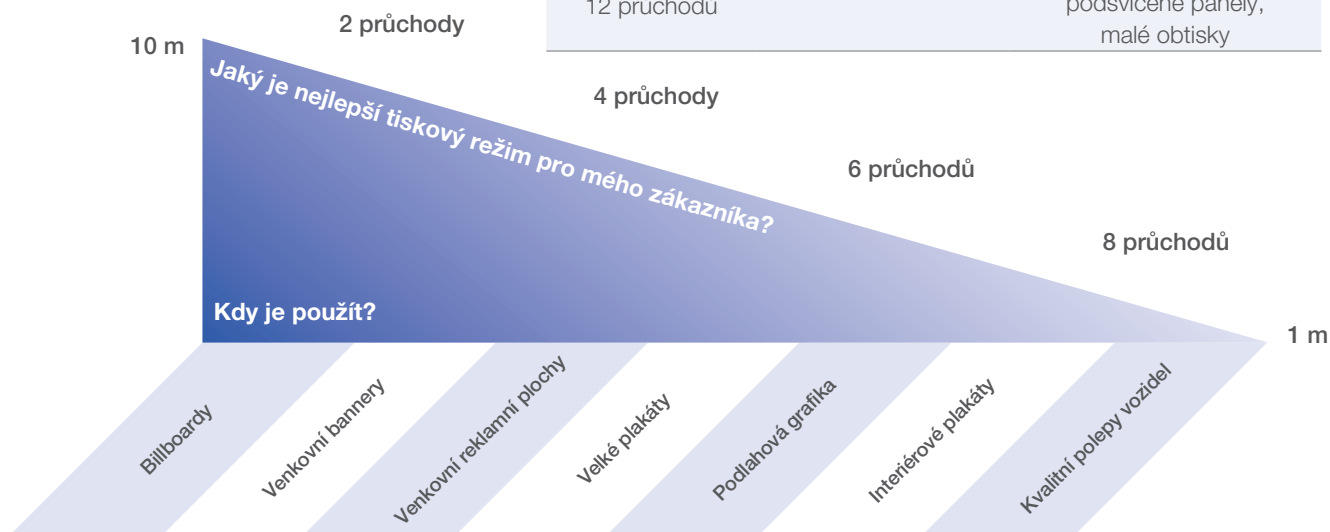 12 průchodů
podsvícené panely,
malé obtisky
2 průchody
10 m
Jaký je nejlepší tiskový režim pro mého zákazníka?
4 průchody
6 průchodů
8 průchodů
Kdy je použít?
1 m
Billboardy
Venkovní bannery
Venkovní reklamní plochy
Velké plakáty
Podlahová grafika
Interiérové plakáty
Kvalitní polepy vozidel